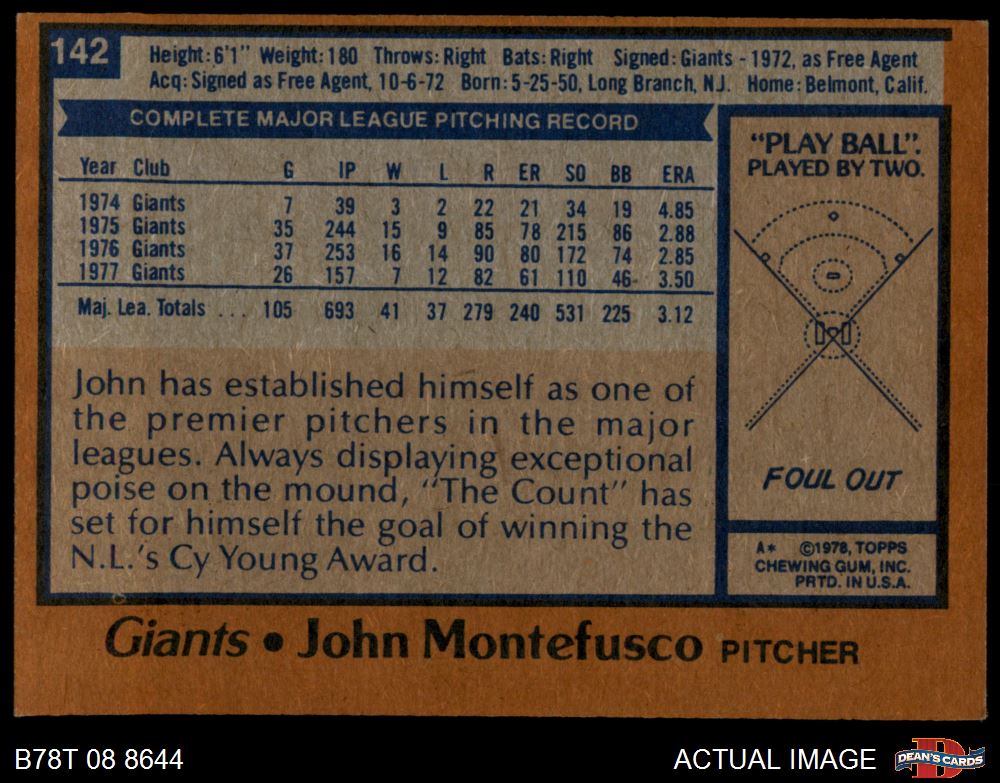 142
Height: 6'1" Weight: 180 Throws: Right Bats: Right Signed: Giants - 1972, as Free Agent
Acq: Signed as Free Agent, 10-6-72 Born: 5-25-50, Long Branch, N.J. Home: Belmont, Calif.
COMPLETE MAJOR LEAGUE PITCHING RECORD
Year Club G IP W L R ER SO BB ERA
1974 Giants 7 39 3 2 22 21 34 19 4.85
1975 Giants 35 244 15 9 85 78 215 86 2.88
1976 Giants 37 253 16 14 90 80 172 74 2.85
1977 Giants 26 157 7 12 82 61 110 46 3.50
Maj. Lea. Totals ... 105 693 41 37 279 240 531 225 3.12
John has established himself as one of
the premier pitchers in the major
leagues. Always displaying exceptional
poise on the mound, "The Count" has
set for himself the goal of winning the
N.L.'s Cy Young Award.
"PLAY BALL".
PLAYED BY TWO.
FOUL OUT
A* ©1978, TOPPS
CHEWING GUM, INC.
PRTD. IN U.S.A.
Giants • John Montefusco PITCHER
B78T 08 8644
ACTUAL IMAGE
D
DEAN'S CARDS